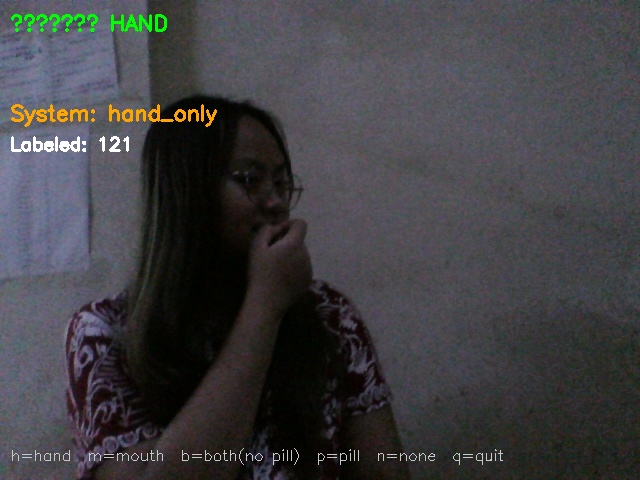 ??????? HAND
System: hand_only
Labeled: 121
h=hand m=mouth b=both(no pill) p=pill n=none q=quit